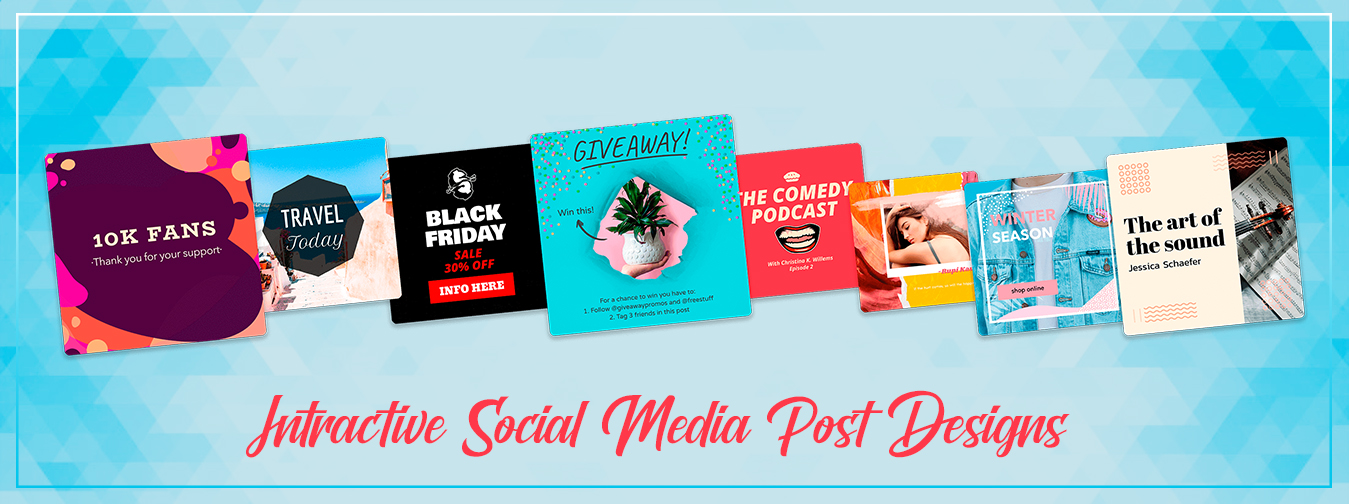 10K FANS
·Thank you for your support·
TRAVEL
Today
BLACK
FRIDAY
SALE
30% OFF
INFO HERE
GIVEAWAY!
Win this!
For a chance to win you have to:
1. Follow @giveawaypromos and @freestuff
2. Tag 3 friends in this post
THE COMEDY
PODCAST
With Christina K. Willems
Episode 2
WINTER
SEASON
shop online
The art of
the sound
Jessica Schaefer
Intractive Social Media Post Designs